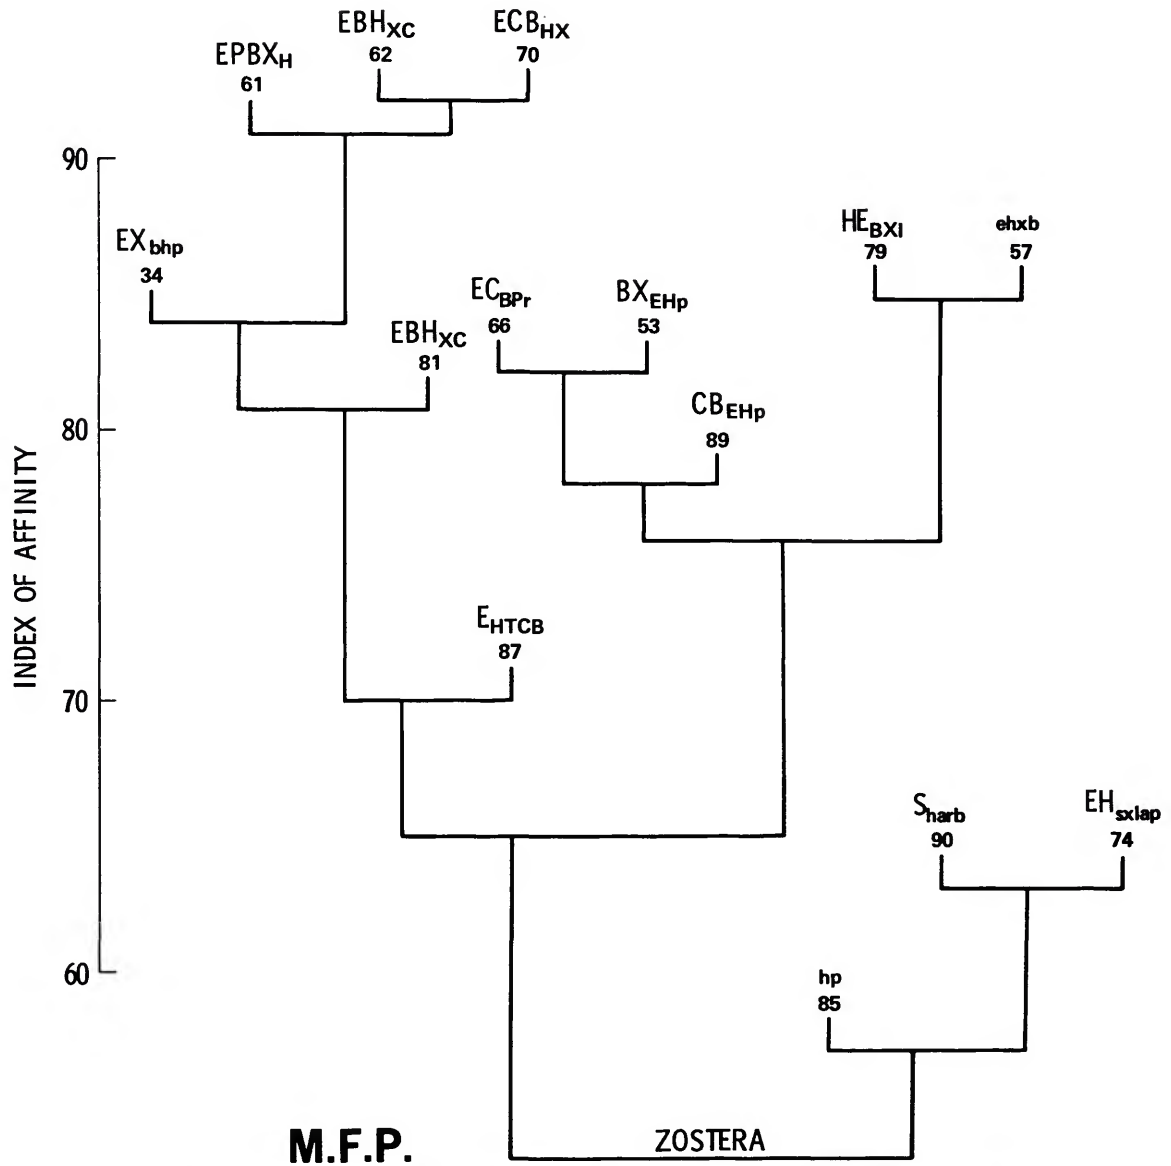 EBHXC
62
ECBHX
70
EPBXH
61
90
EXbhp
34
HEBXI
79
ehxb
57
ECBPr
66
BXEHp
53
EBHXC
81
CBEHp
89
80
INDEX OF AFFINITY
EHTCB
87
70
Sharb
90
EHsxlap
74
60
hp
85
M.F.P.
ZOSTERA